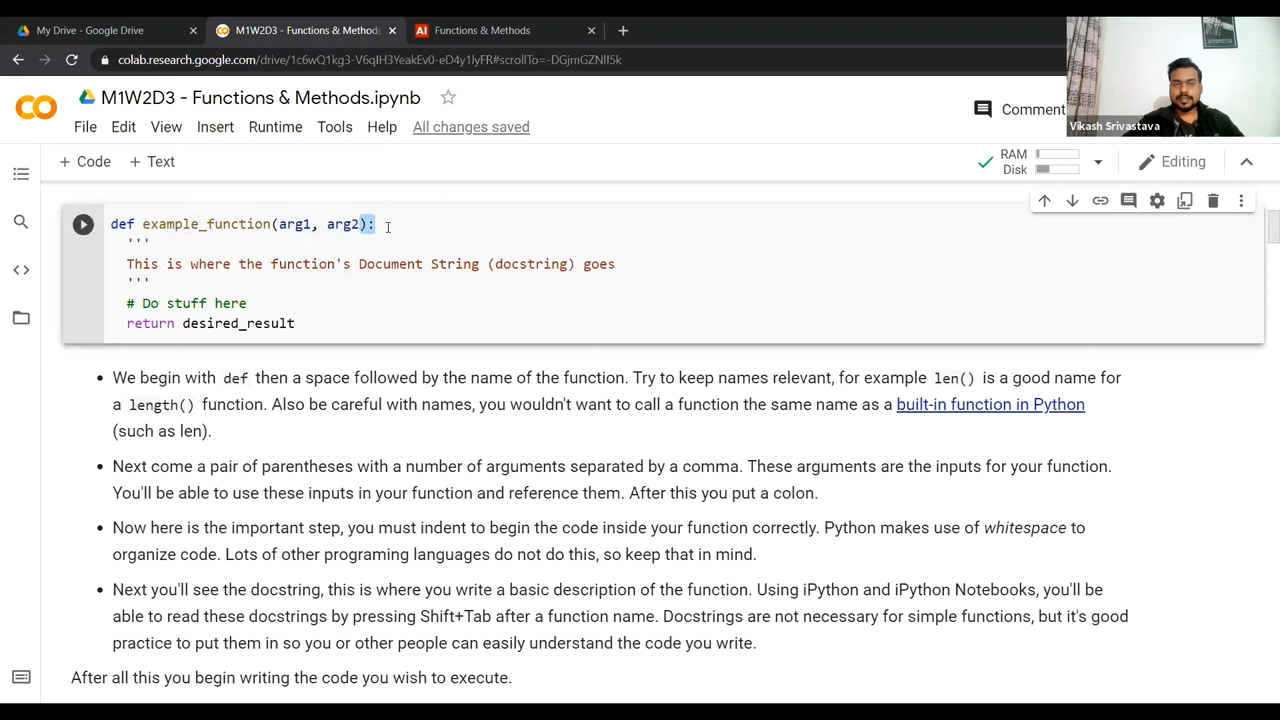 My Drive - Google Drive
M1W2D3 - Functions & Methods
Functions & Methods
colab.research.google.com/drive/1c6wQ1kg3-V6qIH3YeakEv0-eD4y1lyFR#scrollTo=-DGjmGZNlI5k
M1W2D3 - Functions & Methods.ipynb
Comment
Vikash Srivastava
File Edit View Insert Runtime Tools Help All changes saved
+ Code + Text
RAM
Disk
Editing
def example_function(arg1, arg2):
'''
This is where the function's Document String (docstring) goes
'''
# Do stuff here
return desired_result
• We begin with def then a space followed by the name of the function. Try to keep names relevant, for example len() is a good name for
a length() function. Also be careful with names, you wouldn't want to call a function the same name as a built-in function in Python
(such as len).
• Next come a pair of parentheses with a number of arguments separated by a comma. These arguments are the inputs for your function.
You'll be able to use these inputs in your function and reference them. After this you put a colon.
• Now here is the important step, you must indent to begin the code inside your function correctly. Python makes use of whitespace to
organize code. Lots of other programing languages do not do this, so keep that in mind.
• Next you'll see the docstring, this is where you write a basic description of the function. Using iPython and iPython Notebooks, you'll be
able to read these docstrings by pressing Shift+Tab after a function name. Docstrings are not necessary for simple functions, but it's good
practice to put them in so you or other people can easily understand the code you write.
After all this you begin writing the code you wish to execute.